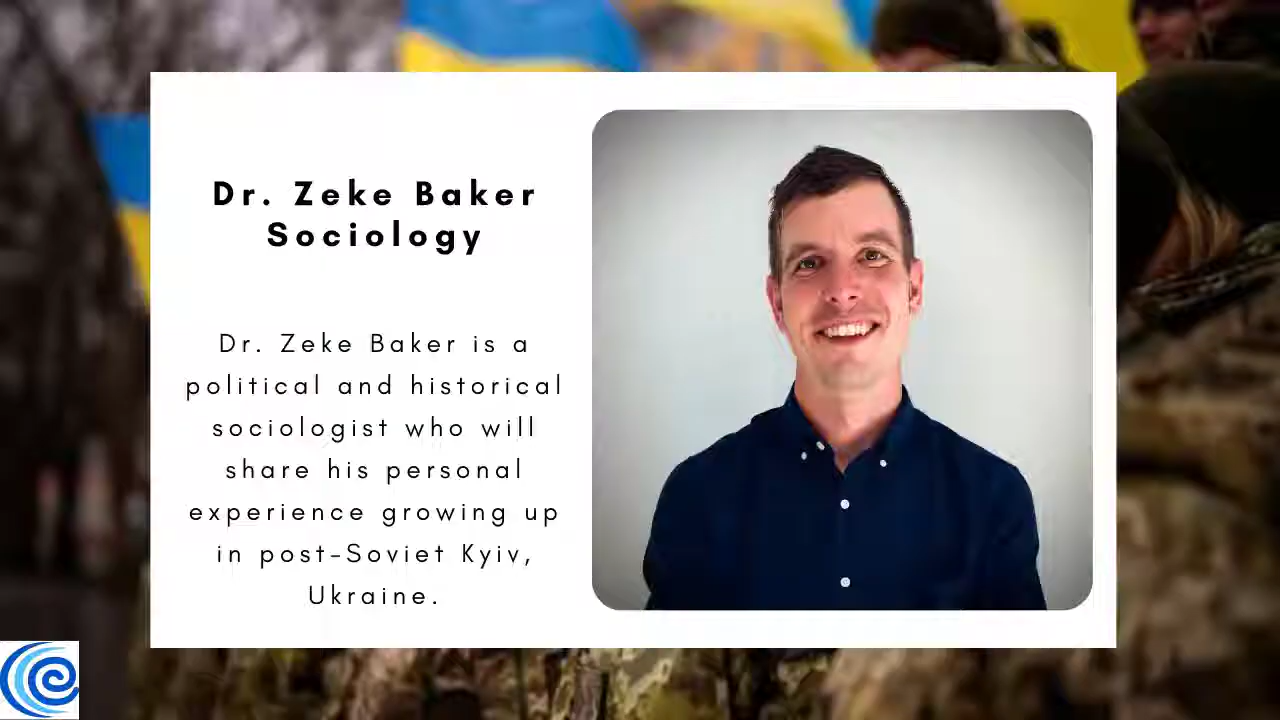 Dr. Zeke Baker
Sociology
Dr. Zeke Baker is a
political and historical
sociologist who will
share his personal
experience growing up
in post-Soviet Kyiv,
Ukraine.